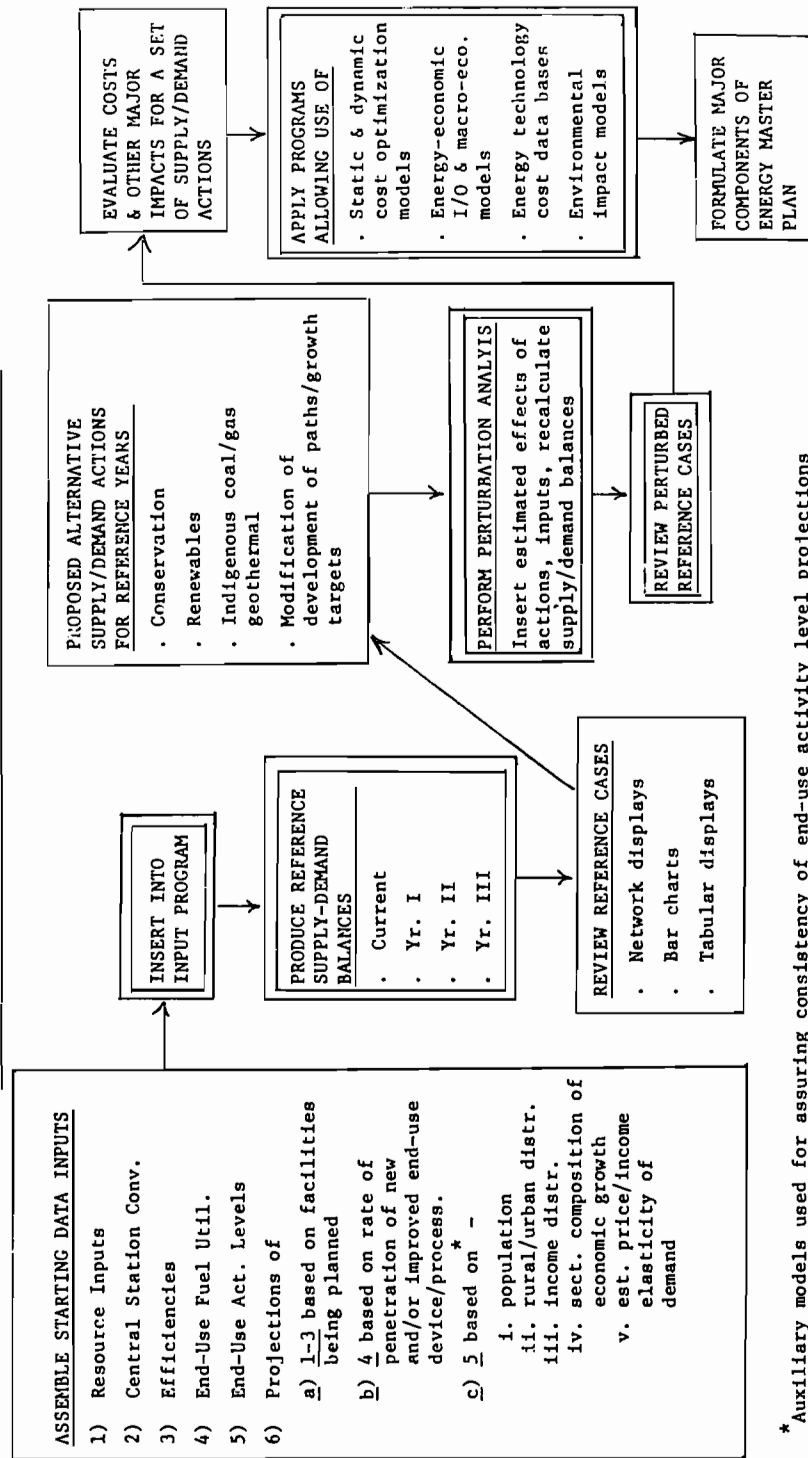 ASSEMBLE STARTING DATA INPUTS
1) Resource Inputs
2) Central Station Conv.
3) Efficiencies
4) End-Use Fuel Util.
5) End-Use Act. Levels
6) Projections of
a) 1-3 based on facilities
being planned
b) 4 based on rate of
penetration of new
and/or improved end-use
device/process.
c) 5 based on* -
i. population
ii. rural/urban distr.
iii. income distr.
iv. sect. composition of
economic growth
v. est. price/income
elasticity of
demand
INSERT INTO
INPUT PROGRAM
PRODUCE REFERENCE
SUPPLY-DEMAND
BALANCES
. Current
. Yr. I
. Yr. II
. Yr. III
REVIEW REFERENCE CASES
. Network displays
. Bar charts
. Tabular displays
PROPOSED ALTERNATIVE
SUPPLY/DEMAND ACTIONS
FOR REFERENCE YEARS
. Conservation
. Renewables
. Indigenous coal/gas
geothermal
. Modification of
development of paths/growth
targets
PERFORM PERTURBATION ANALYIS
Insert estimated effects of
actions, inputs, recalculate
supply/demand balances
REVIEW PERTURBED
REFERENCE CASES
EVALUATE COSTS
& OTHER MAJOR
IMPACTS FOR A SET
OF SUPPLY/DEMAND
ACTIONS
APPLY PROGRAMS
ALLOWING USE OF
. Static & dynamic
cost optimization
models
. Energy-economic
I/O & macro-eco.
models
. Energy technology
cost data bases
. Environmental
impact models
FORMULATE MAJOR
COMPONENTS OF
ENERGY MASTER
PLAN
*Auxiliary models used for assuring consistency of end-use activity level projections